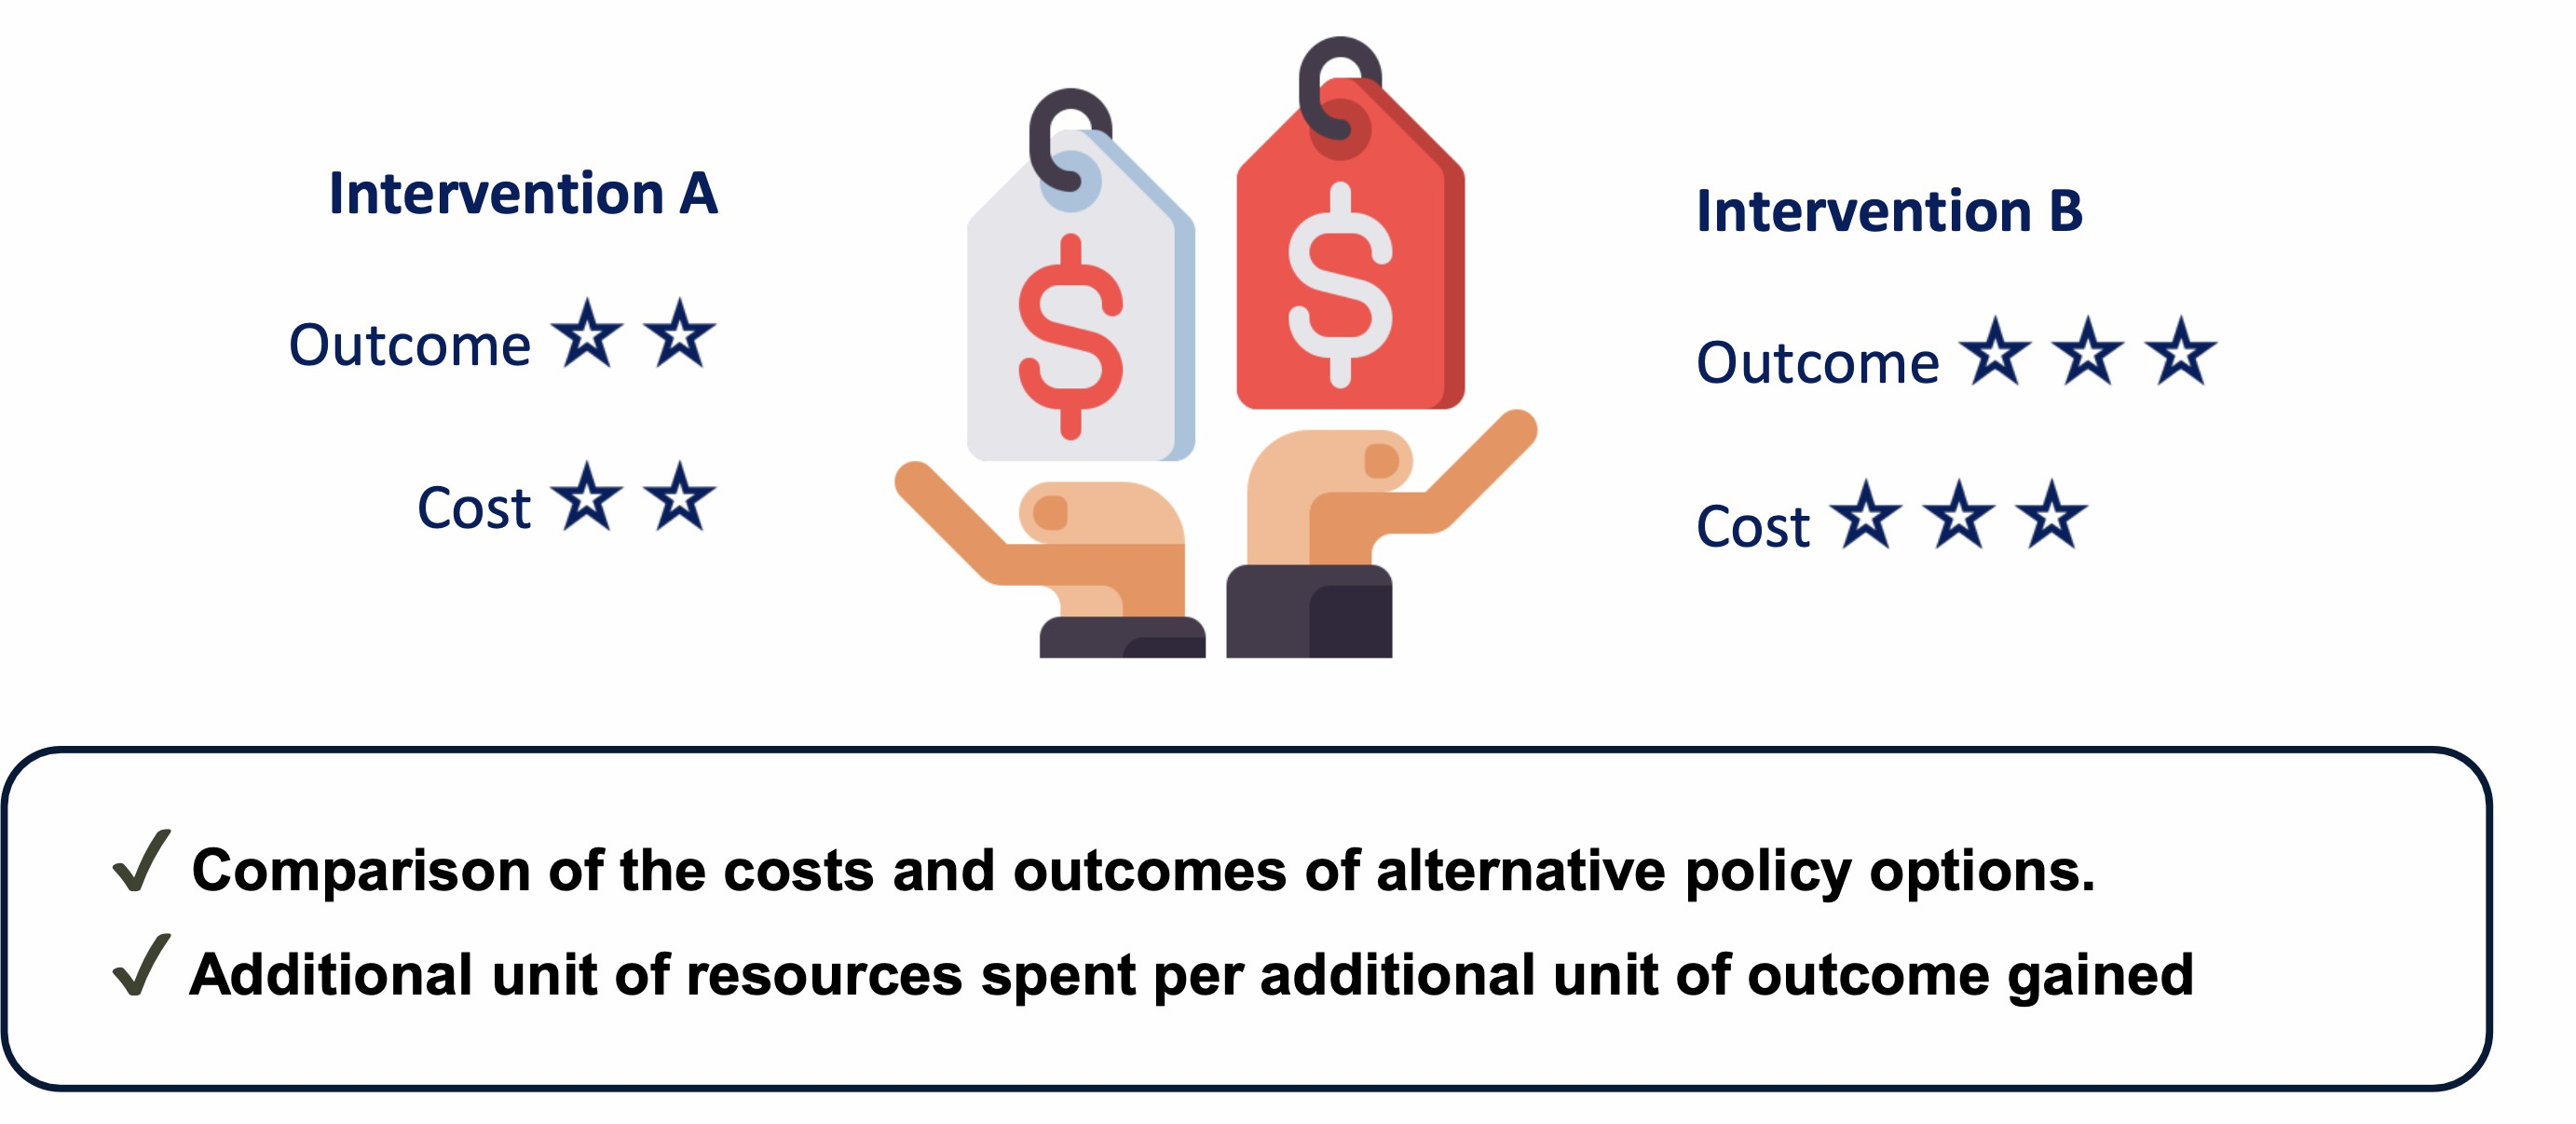 Intervention A
Outcome ☆ ☆
Cost ☆ ☆
$
$
Intervention B
Outcome ☆ ☆ ☆
Cost ☆ ☆ ☆
✓ Comparison of the costs and outcomes of alternative policy options.
✓ Additional unit of resources spent per additional unit of outcome gained